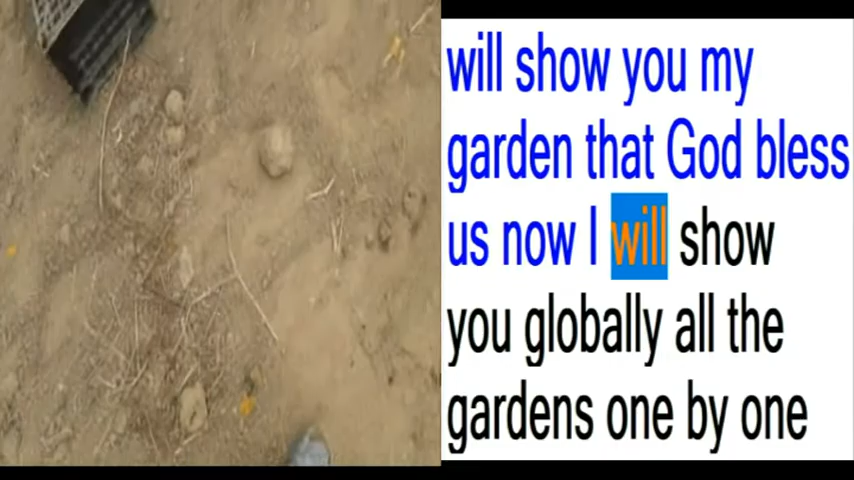 will show you my
garden that God bless
us now I will show
you globally all the
gardens one by one